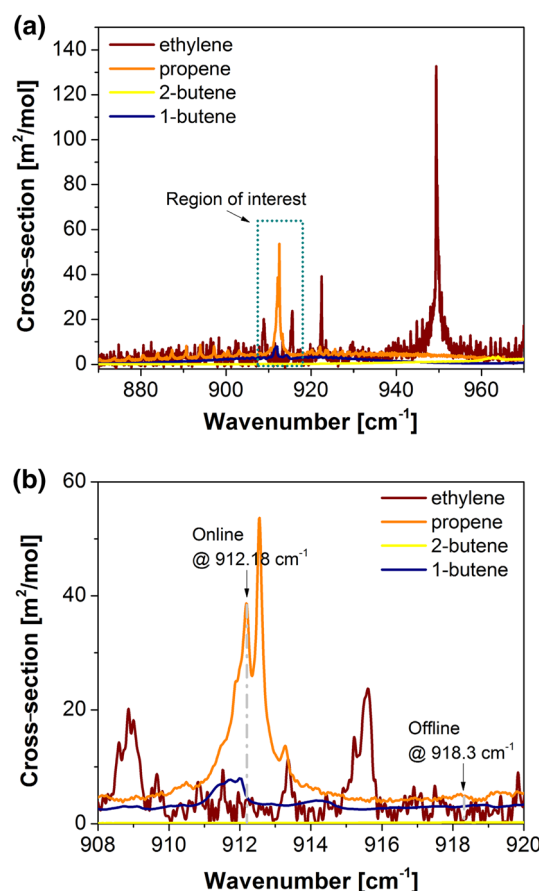 (a)
140
120
100
80
60
40
20
0
Cross-section [m²/mol]
ethylene
propene
2-butene
1-butene
Region of interest
880 900 920 940 960
Wavenumber [cm⁻¹]
(b)
60
40
20
0
Cross-section [m²/mol]
ethylene
propene
2-butene
1-butene
Online
@ 912.18 cm⁻¹
Offline
@ 918.3 cm⁻¹
908 910 912 914 916 918 920
Wavenumber [cm⁻¹]